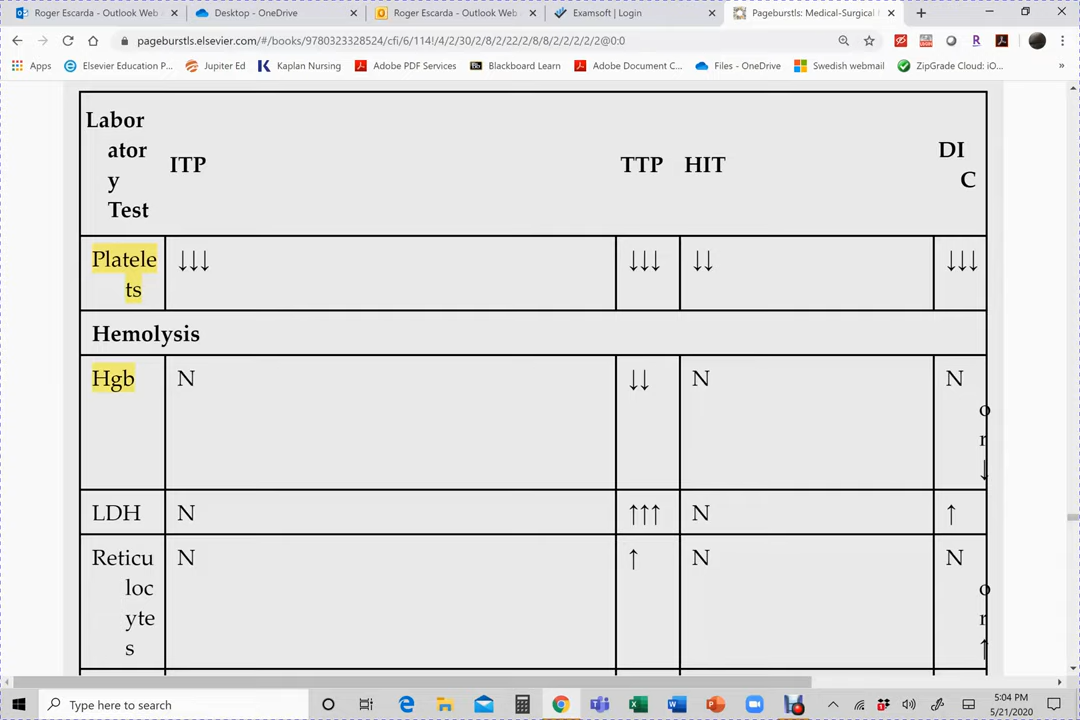 Roger Escarda - Outlook Web
Desktop - OneDrive
Roger Escarda - Outlook Web
Examsoft | Login
Pageburstls: Medical-Surgical
pageburstls.elsevier.com/#/books/9780323328524/cfi/6/114!/4/2/30/2/8/2/22/2/8/8/2/2/2/2/2@0:0
Apps
Elsevier Education P...
Jupiter Ed
Kaplan Nursing
Adobe PDF Services
Blackboard Learn
Adobe Document C...
Files - OneDrive
Swedish webmail
ZipGrade Cloud: iO...
»
Labor
ator
y
Test
ITP
TTP
HIT
DI
C
Platele
ts
↓↓↓
↓↓↓
↓↓
↓↓↓
Hemolysis
Hgb
N
↓↓
N
N
o
r
↓
LDH
N
↑↑↑
N
↑
Reticu
loc
yte
s
N
↑
N
N
o
r
↑
Type here to search
5:04 PM
5/21/2020